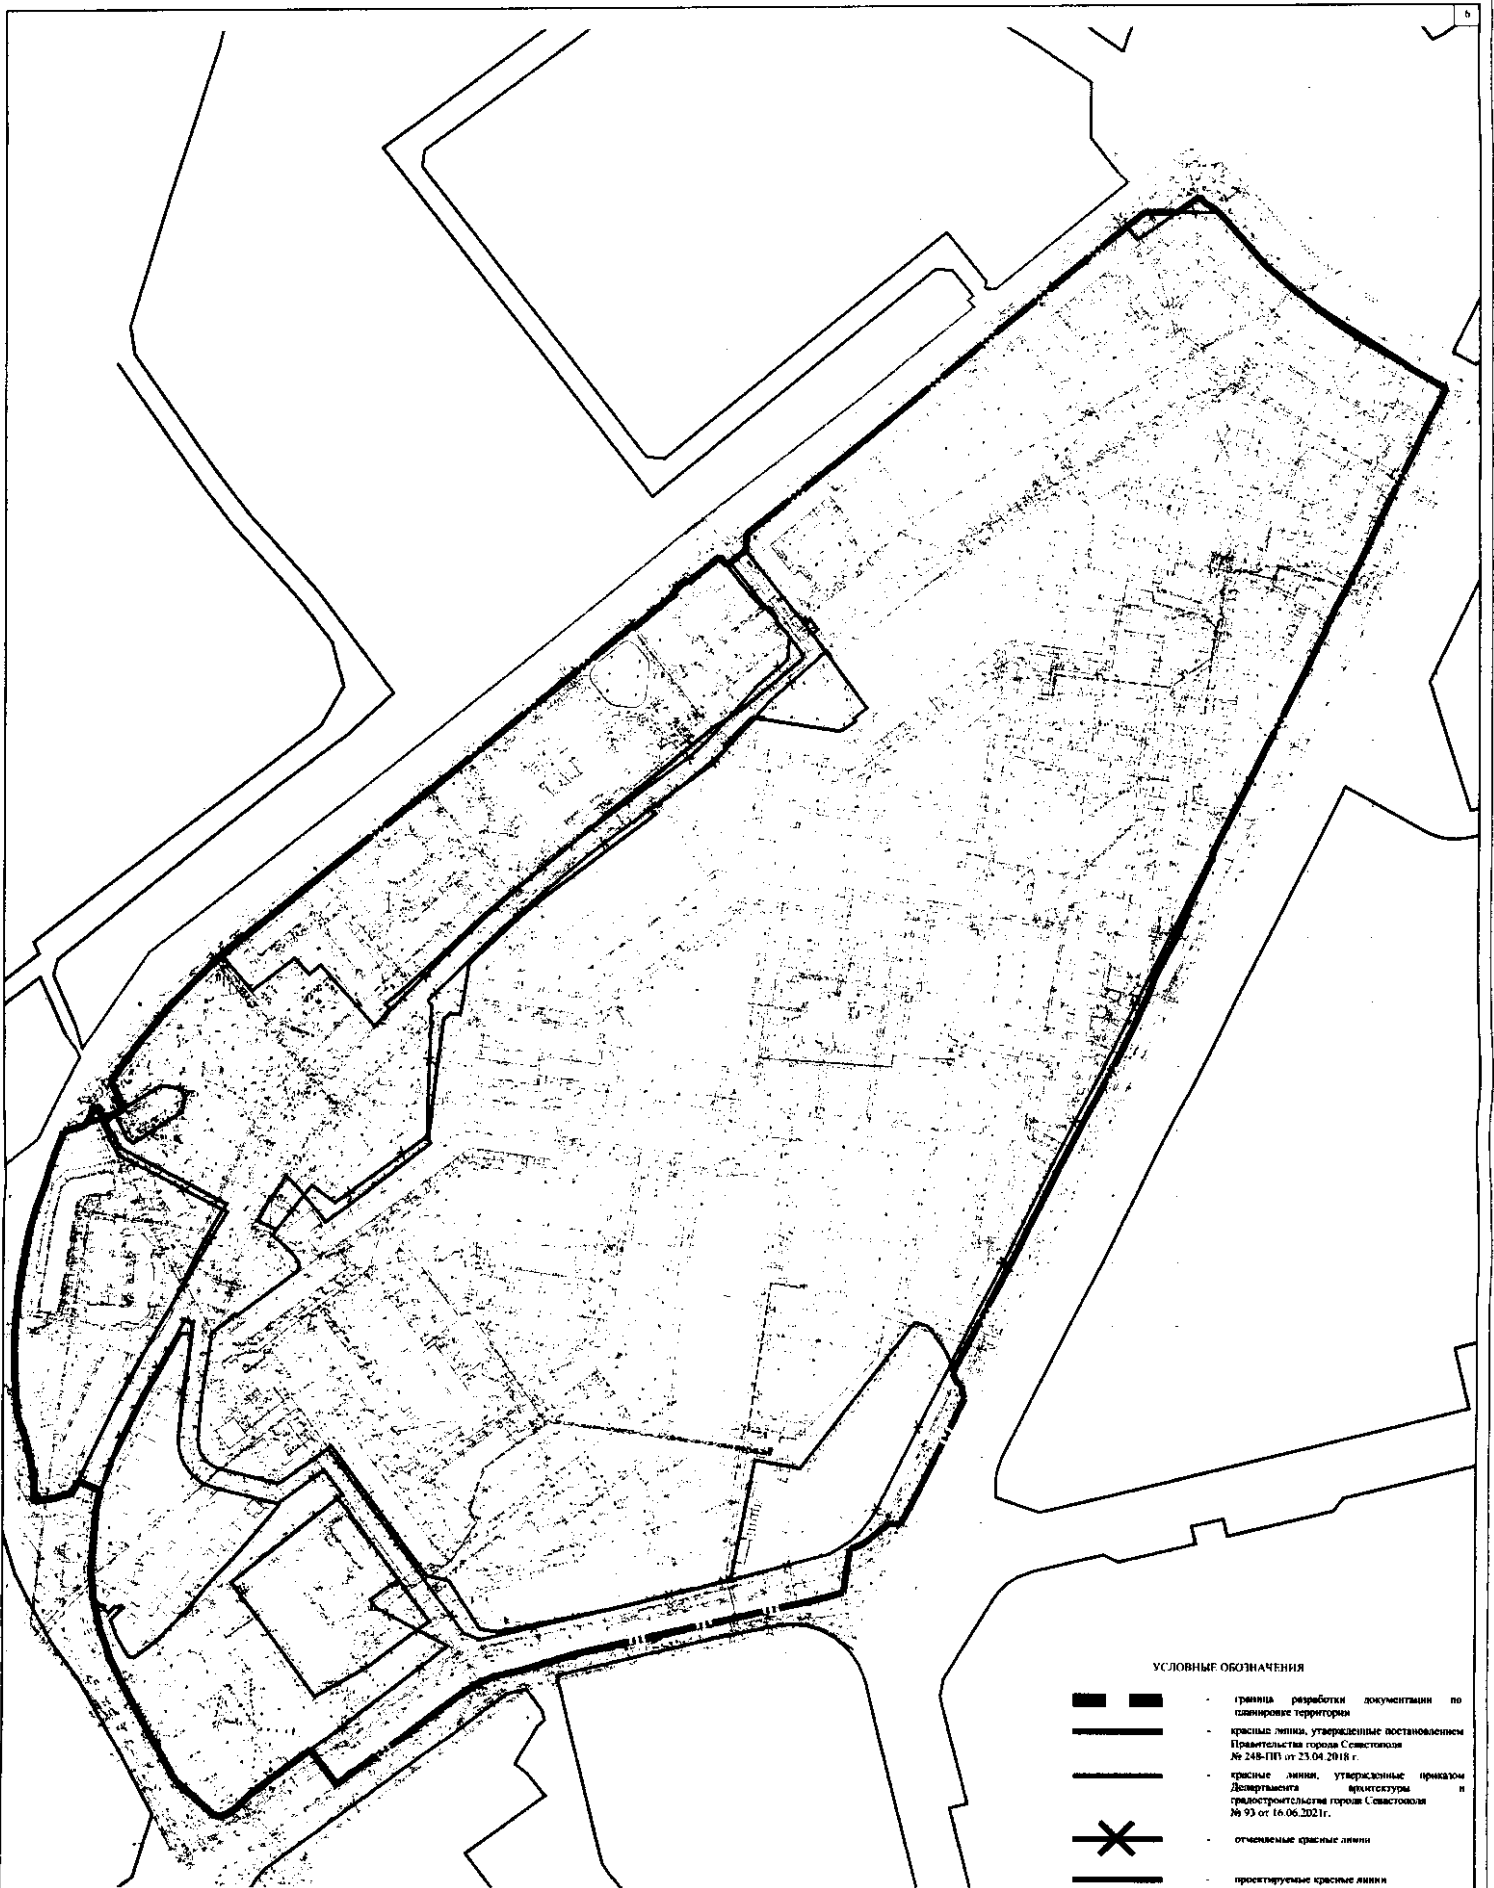 6
УСЛОВНЫЕ ОБОЗНАЧЕНИЯ
- граница разработки документации по
планировке территории
- красные линии, утвержденные постановлением
Правительства города Севастополя
№ 248-ПП от 23.04.2018 г.
- красные линии, утвержденные приказом
Департамента архитектуры и
градостроительства города Севастополя
№ 93 от 16.06.2021г.
- отменяемые красные линии
- проектируемые красные линии